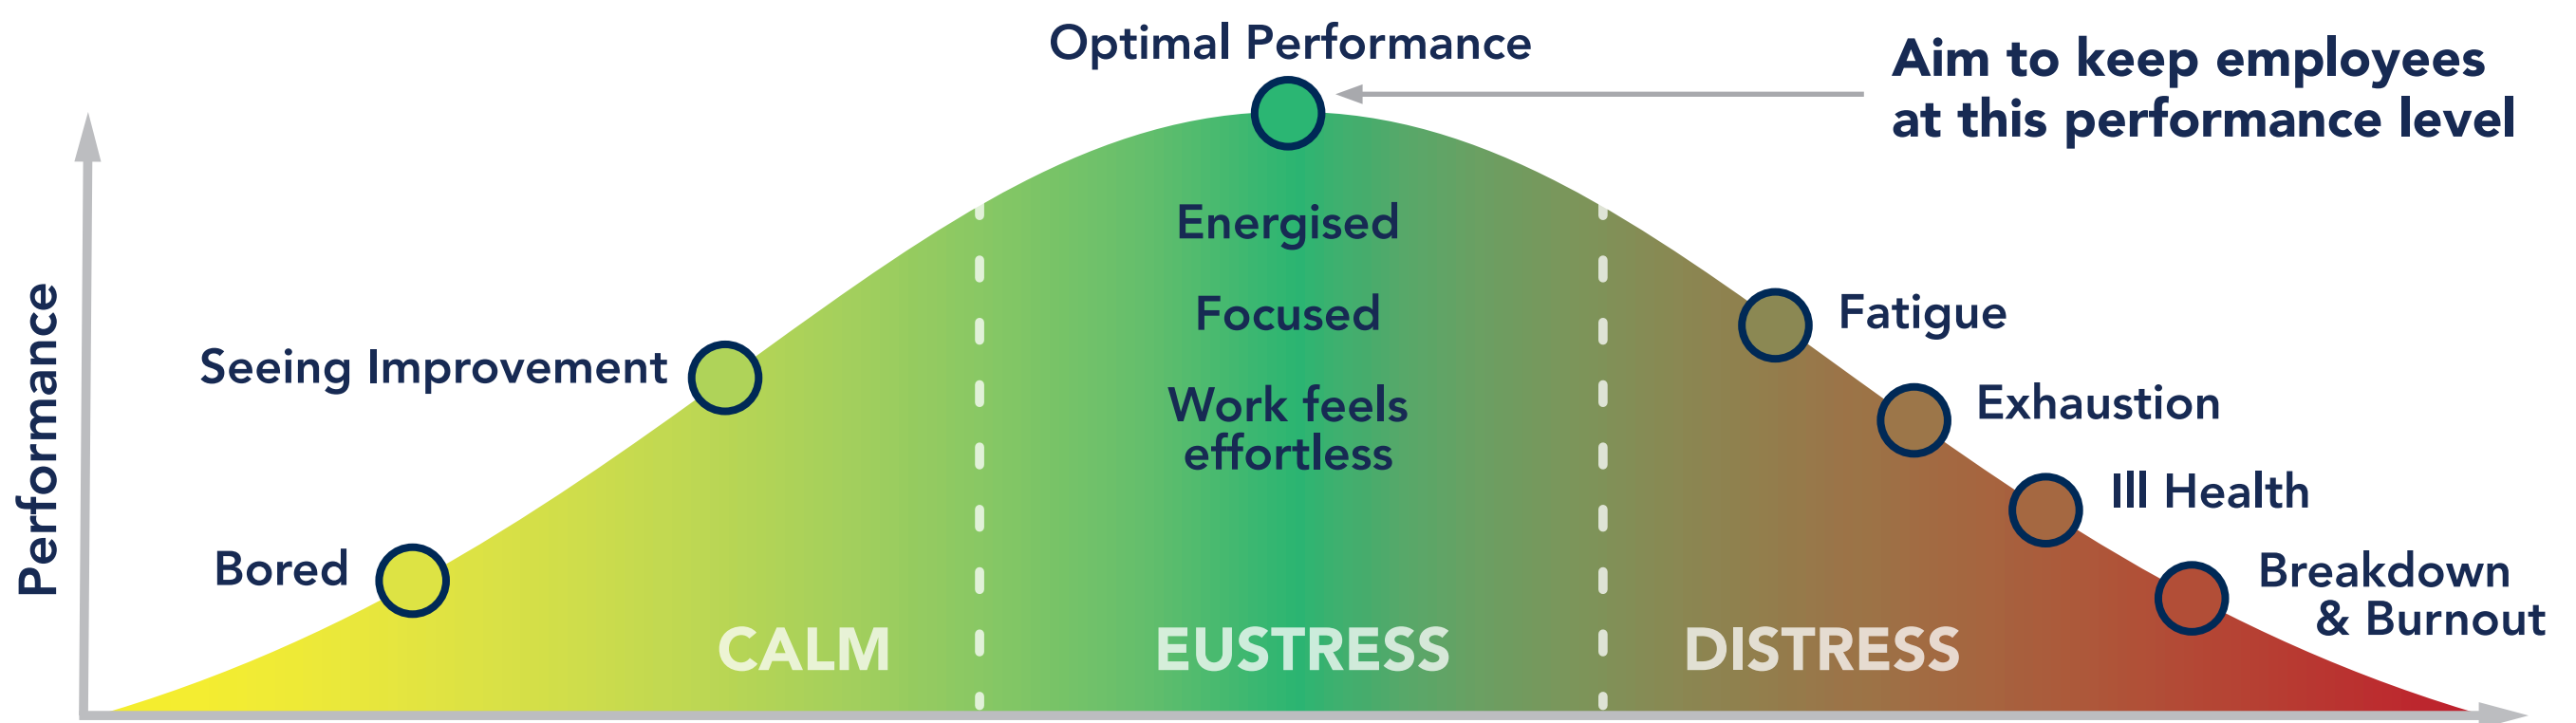 Optimal Performance
Aim to keep employees
at this performance level
Performance
Energised
Focused
Work feels
effortless
Seeing Improvement
Bored
Fatigue
Exhaustion
Ill Health
Breakdown
& Burnout
CALM
EUSTRESS
DISTRESS